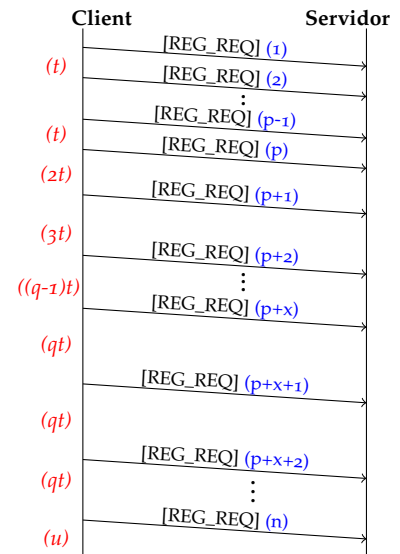 Client Servidor
[REG_REQ] (1)
(t)
[REG_REQ] (2)
[REG_REQ] (p-1)
(t)
[REG_REQ] (p)
(2t)
[REG_REQ] (p+1)
(3t)
[REG_REQ] (p+2)
((q-1)t)
[REG_REQ] (p+x)
(qt)
[REG_REQ] (p+x+1)
(qt)
[REG_REQ] (p+x+2)
(qt)
[REG_REQ] (n)
(u)